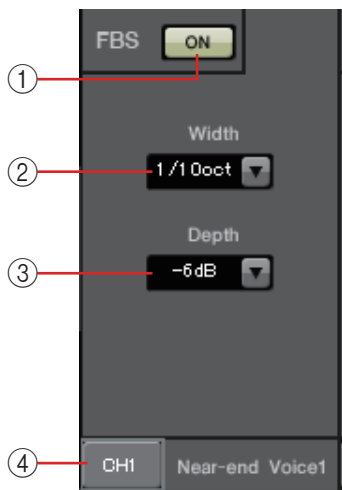 FBS ON
①
Width
② 1/10oct
Depth
③ -6dB
④ CH1 Near-end Voice1